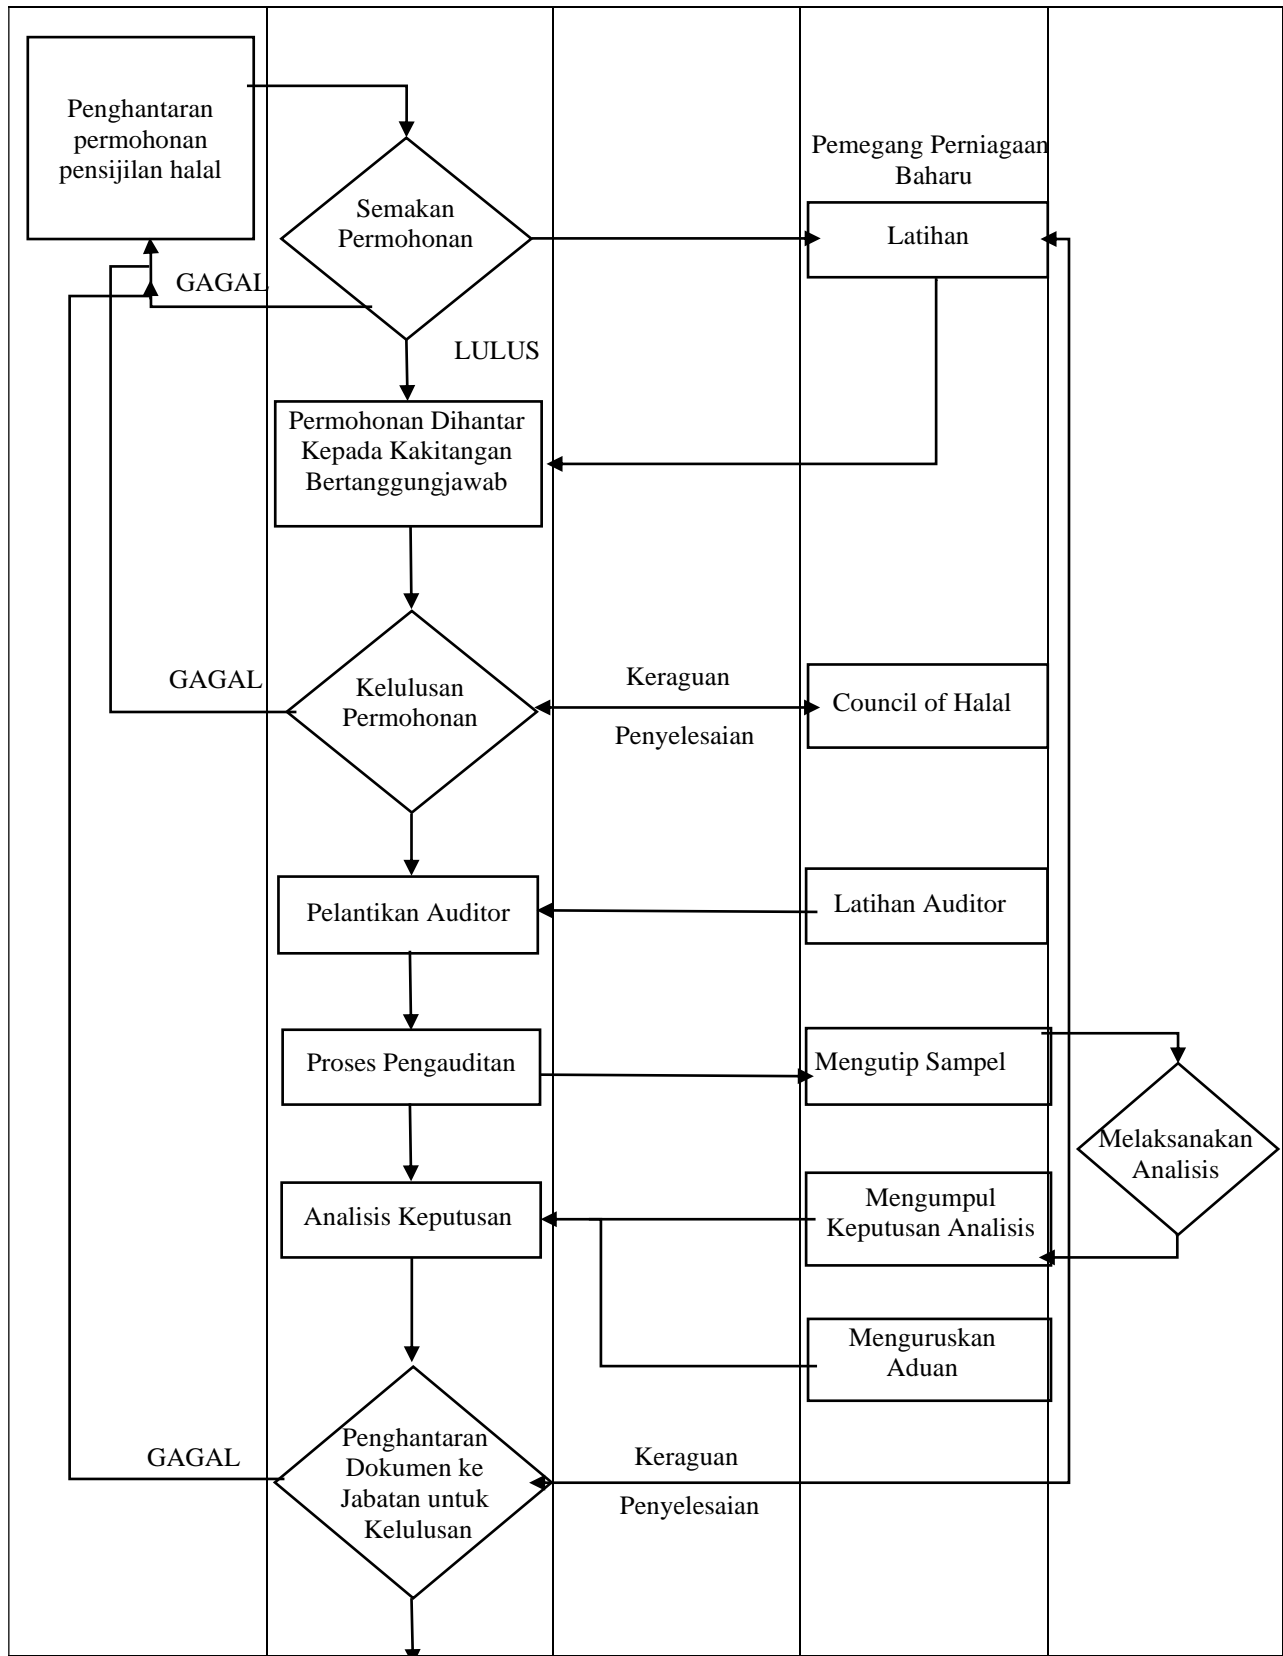 Penghantaran
permohonan
pensijilan halal
Semakan
Permohonan
Pemegang Perniagaan
Baharu
Latihan
GAGAL
LULUS
Permohonan Dihantar
Kepada Kakitangan
Bertanggungjawab
GAGAL
Kelulusan
Permohonan
Keraguan
Penyelesaian
Council of Halal
Pelantikan Auditor
Latihan Auditor
Proses Pengauditan
Mengutip Sampel
Melaksanakan
Analisis
Analisis Keputusan
Mengumpul
Keputusan Analisis
Menguruskan
Aduan
GAGAL
Penghantaran
Dokumen ke
Jabatan untuk
Kelulusan
Keraguan
Penyelesaian